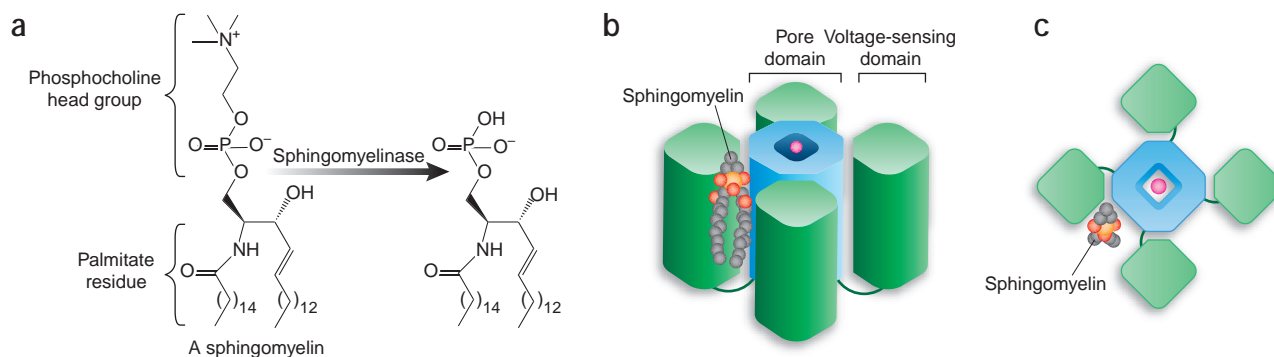 a
Phosphocholine
head group
N+
O
O P O−
O
OH
NH
O
( )14 ( )12
Palmitate
residue
A sphingomyelin
Sphingomyelinase
OH
O P O−
O
OH
NH
O
( )14 ( )12
b
Pore
domain
Voltage-sensing
domain
Sphingomyelin
c
Sphingomyelin